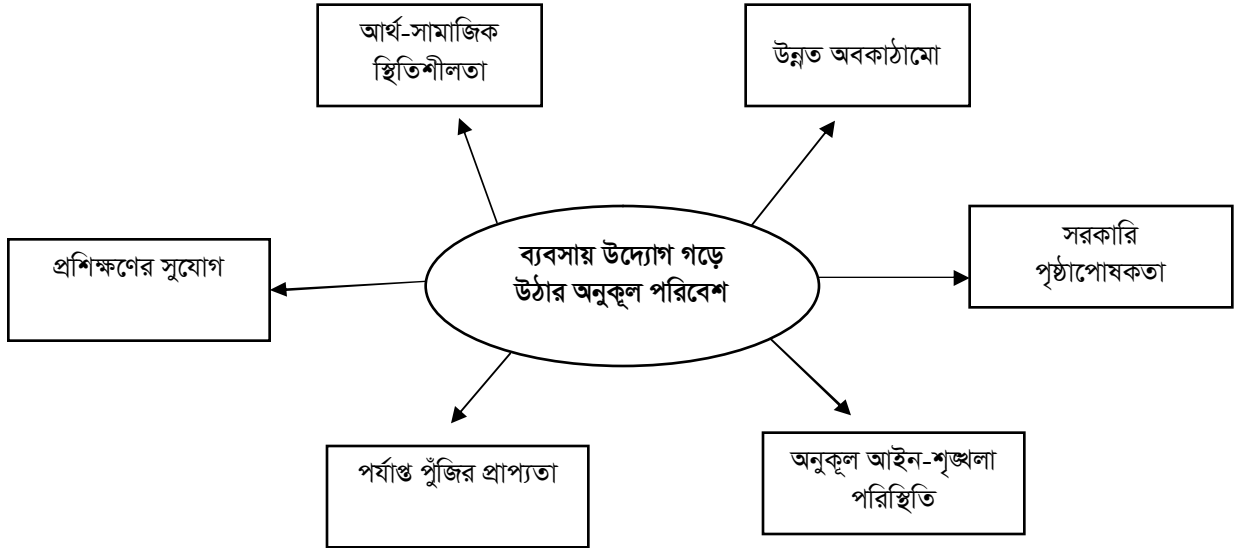 আর্থ-সামাজিক
স্থিতিশীলতা
উন্নত অবকাঠামো
প্রশিক্ষণের সুযোগ
ব্যবসায় উদ্যোগ গড়ে
উঠার অনুকূল পরিবেশ
সরকারি
পৃষ্ঠাপোষকতা
পর্যাপ্ত পুঁজির প্রাপ্যতা
অনুকূল আইন-শৃঙ্খলা
পরিস্থিতি